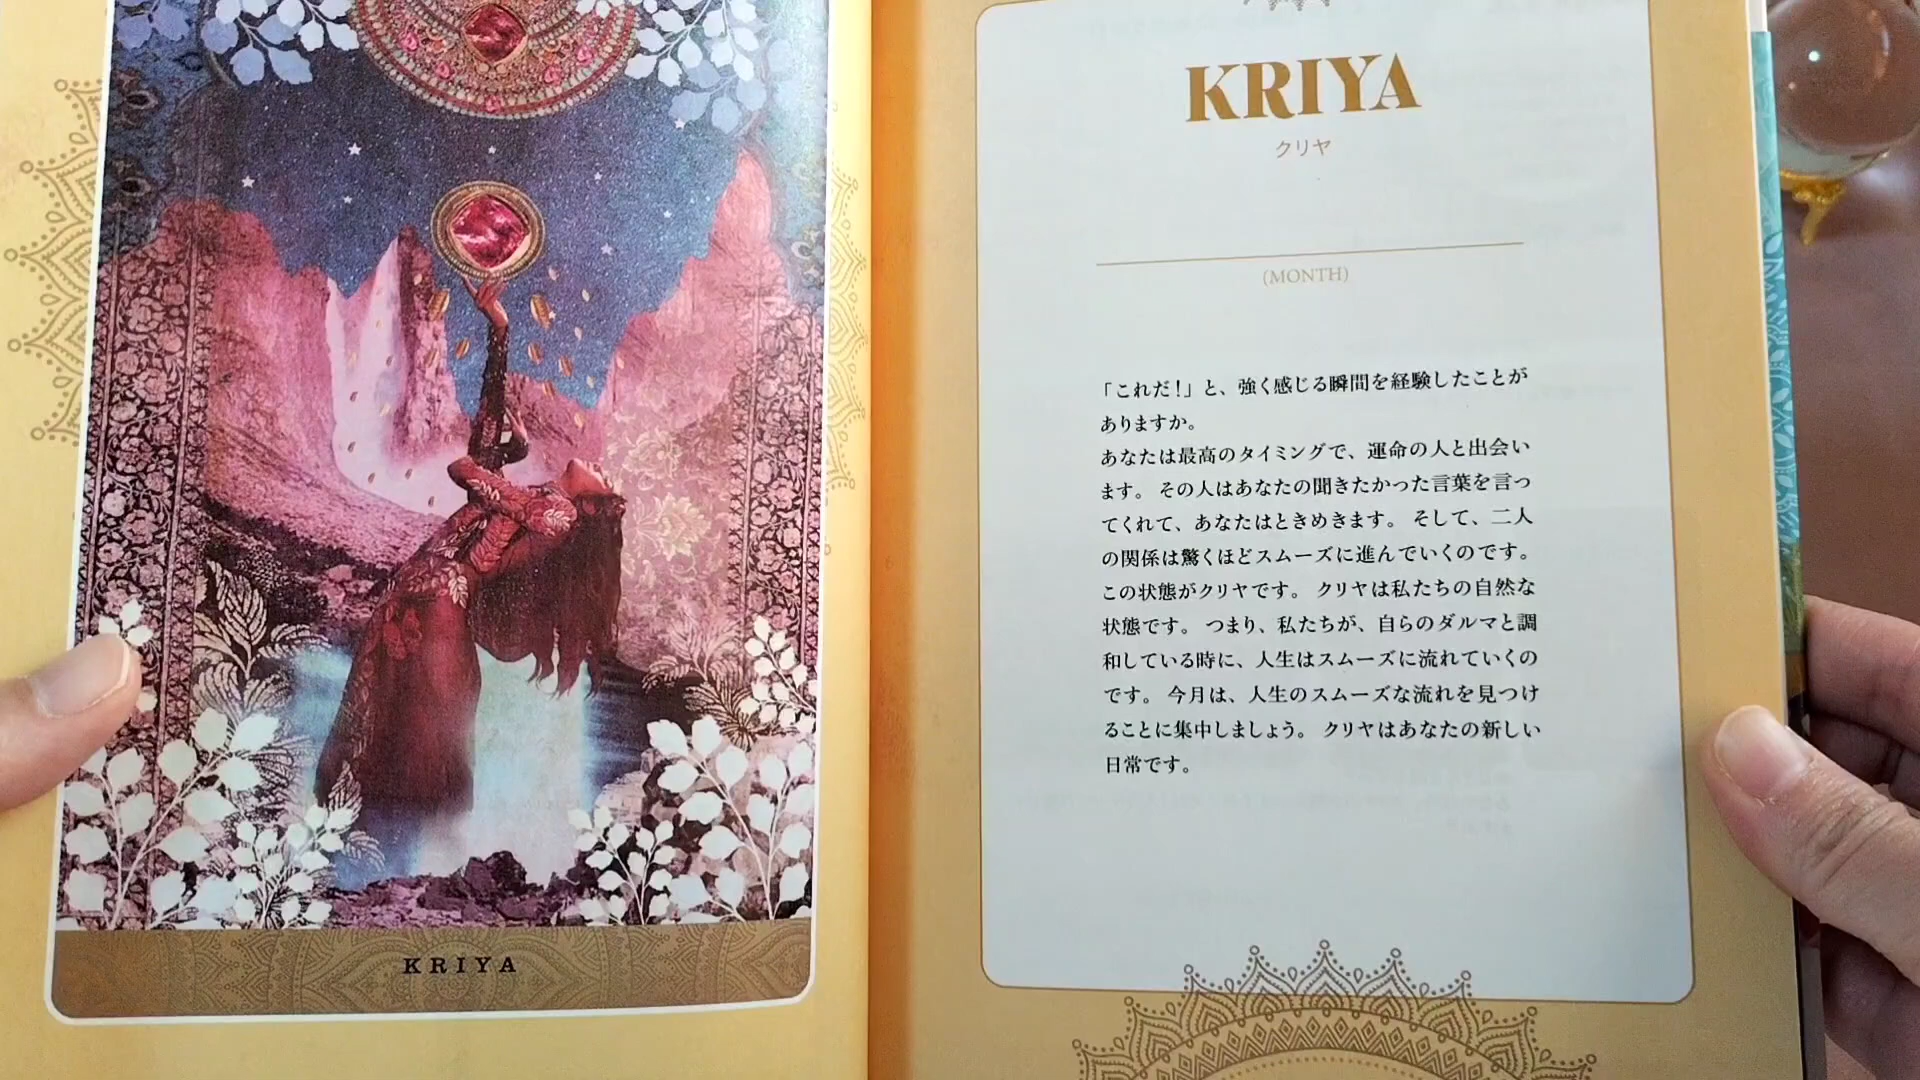 KRIYA
KRIYA
クリヤ
(MONTH)
「これだ！」と、強く感じる瞬間を経験したことが
ありますか。
あなたは最高のタイミングで、運命の人と出会い
ます。 その人はあなたの聞きたかった言葉を言っ
てくれて、あなたはときめきます。 そして、二人
の関係は驚くほどスムーズに進んでいくのです。
この状態がクリヤです。 クリヤは私たちの自然な
状態です。 つまり、私たちが、自らのダルマと調
和している時に、人生はスムーズに流れていくの
です。 今月は、人生のスムーズな流れを見つけ
ることに集中しましょう。 クリヤはあなたの新しい
日常です。